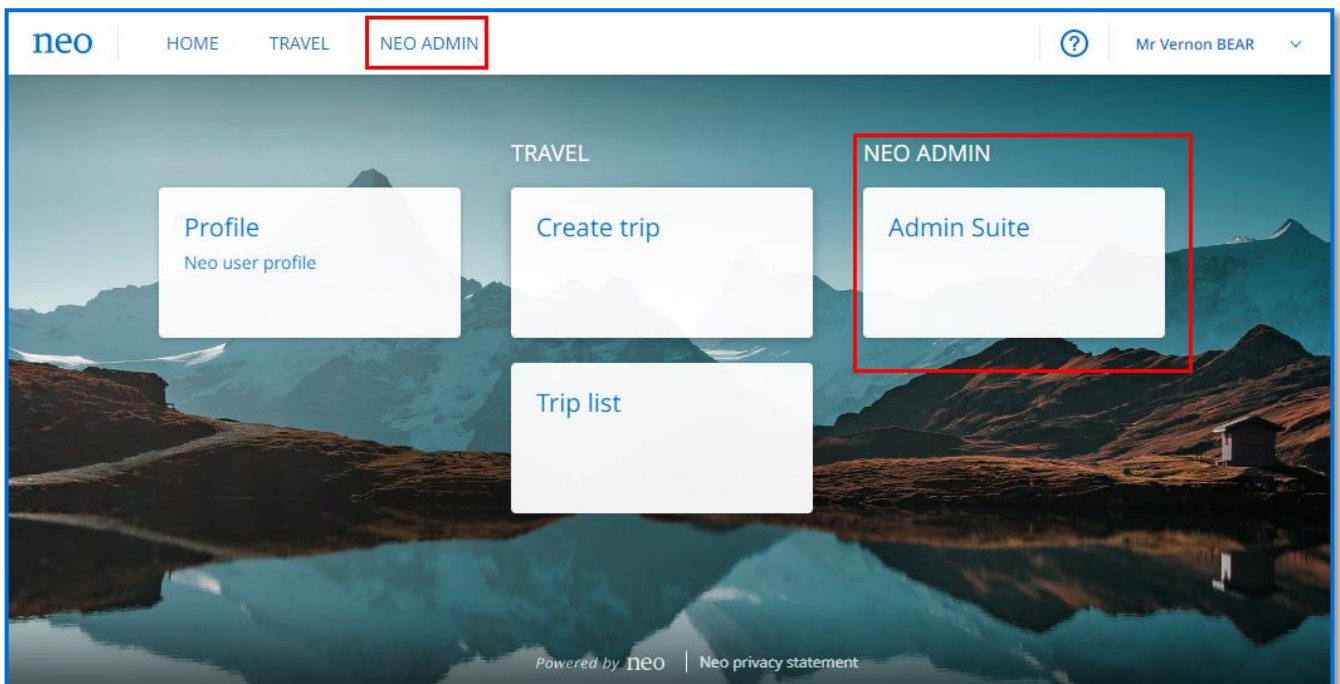 neo HOME TRAVEL NEO ADMIN ? Mr Vernon BEAR
TRAVEL NEO ADMIN
Profile Create trip Admin Suite
Neo user profile
Trip list
Powered by neo | Neo privacy statement